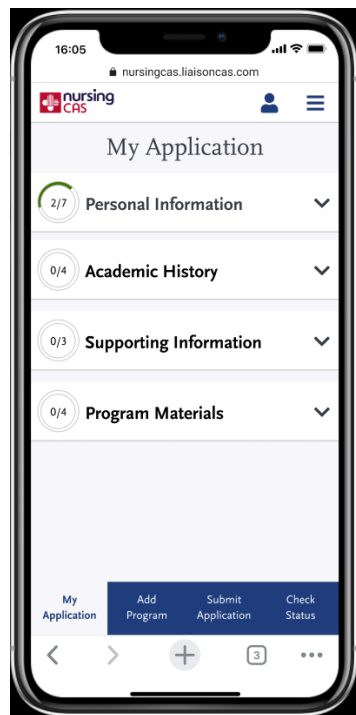 16:05
nursingcas.liaisoncas.com
nursing
CAS
My Application
2/7 Personal Information
0/4 Academic History
0/3 Supporting Information
0/4 Program Materials
My Application
Add Program
Submit Application
Check Status
3